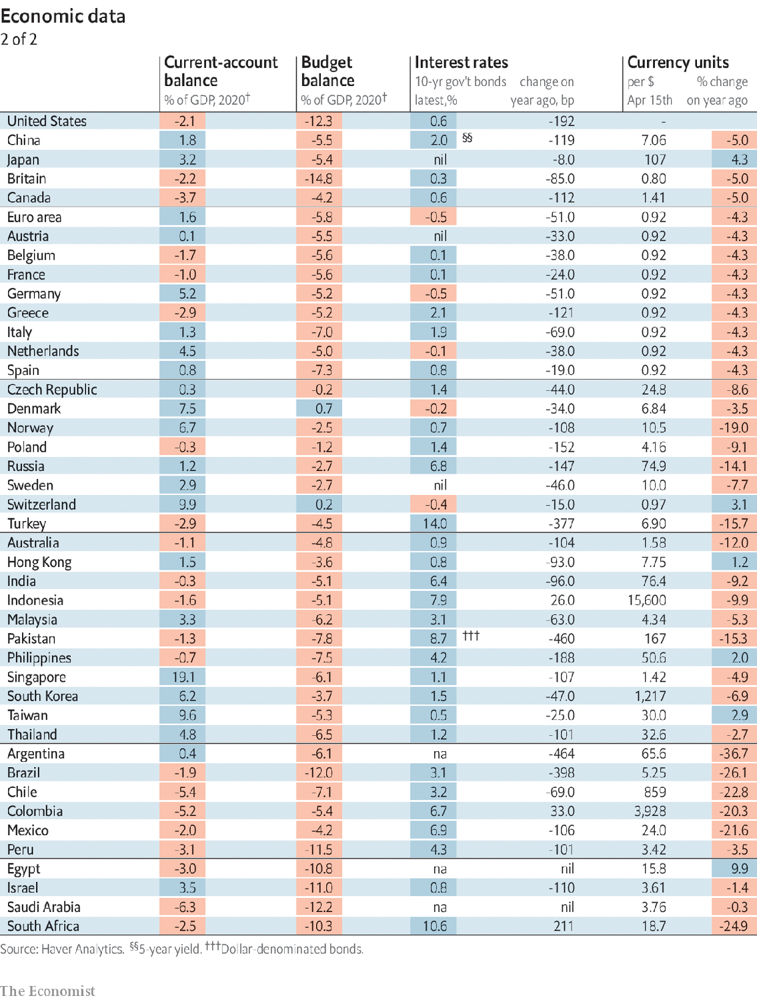 Economic data
2 of 2
Current-account balance Budget balance Interest rates Currency units
% of GDP, 2020† % of GDP, 2020† 10-yr gov't bonds latest,% change on year ago, bp per $ Apr 15th % change on year ago
United States -2.1 -12.3 0.6 -192 -
China 1.8 -5.5 2.0 §§ -119 7.06 -5.0
Japan 3.2 -5.4 nil -8.0 107 4.3
Britain -2.2 -14.8 0.3 -85.0 0.80 -5.0
Canada -3.7 -4.2 0.6 -112 1.41 -5.0
Euro area 1.6 -5.8 -0.5 -51.0 0.92 -4.3
Austria 0.1 -5.5 nil -33.0 0.92 -4.3
Belgium -1.7 -5.6 0.1 -38.0 0.92 -4.3
France -1.0 -5.6 0.1 -24.0 0.92 -4.3
Germany 5.2 -5.2 -0.5 -51.0 0.92 -4.3
Greece -2.9 -5.2 2.1 -121 0.92 -4.3
Italy 1.3 -7.0 1.9 -69.0 0.92 -4.3
Netherlands 4.5 -5.0 -0.1 -38.0 0.92 -4.3
Spain 0.8 -7.3 0.8 -19.0 0.92 -4.3
Czech Republic 0.3 -0.2 1.4 -44.0 24.8 -8.6
Denmark 7.5 0.7 -0.2 -34.0 6.84 -3.5
Norway 6.7 -2.5 0.7 -108 10.5 -19.0
Poland -0.3 -1.2 1.4 -152 4.16 -9.1
Russia 1.2 -2.7 6.8 -147 74.9 -14.1
Sweden 2.9 -2.7 nil -46.0 10.0 -7.7
Switzerland 9.9 0.2 -0.4 -15.0 0.97 3.1
Turkey -2.9 -4.5 14.0 -377 6.90 -15.7
Australia -1.1 -4.8 0.9 -104 1.58 -12.0
Hong Kong 1.5 -3.6 0.8 -93.0 7.75 1.2
India -0.3 -5.1 6.4 -96.0 76.4 -9.2
Indonesia -1.6 -5.1 7.9 26.0 15,600 -9.9
Malaysia 3.3 -6.2 3.1 -63.0 4.34 -5.3
Pakistan -1.3 -7.8 8.7 ††† -460 167 -15.3
Philippines -0.7 -7.5 4.2 -188 50.6 2.0
Singapore 19.1 -6.1 1.1 -107 1.42 -4.9
South Korea 6.2 -3.7 1.5 -47.0 1,217 -6.9
Taiwan 9.6 -5.3 0.5 -25.0 30.0 2.9
Thailand 4.8 -6.5 1.2 -101 32.6 -2.7
Argentina 0.4 -6.1 na -464 65.6 -36.7
Brazil -1.9 -12.0 3.1 -398 5.25 -26.1
Chile -5.4 -7.1 3.2 -69.0 859 -22.8
Colombia -5.2 -5.4 6.7 33.0 3,928 -20.3
Mexico -2.0 -4.2 6.9 -106 24.0 -21.6
Peru -3.1 -11.5 4.3 -101 3.42 -3.5
Egypt -3.0 -10.8 na nil 15.8 9.9
Israel 3.5 -11.0 0.8 -110 3.61 -1.4
Saudi Arabia -6.3 -12.2 na nil 3.76 -0.3
South Africa -2.5 -10.3 10.6 211 18.7 -24.9
Source: Haver Analytics. §§5-year yield. †††Dollar-denominated bonds.
The Economist